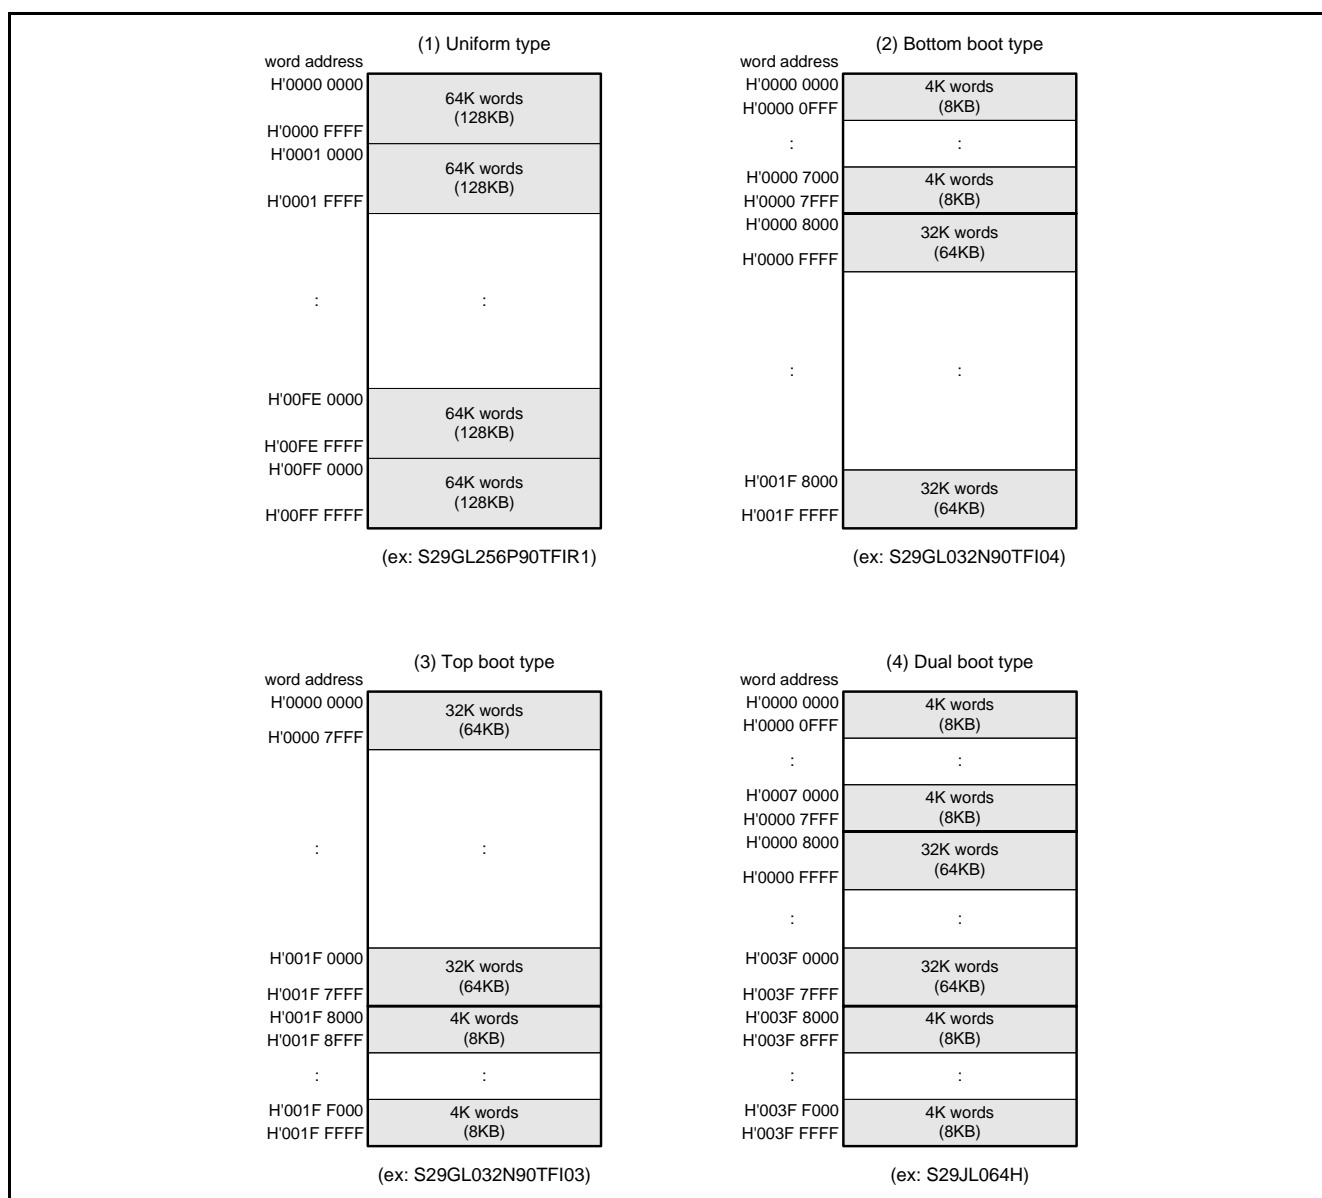 (1) Uniform type
word address
H'0000 0000
64K words
(128KB)
H'0000 FFFF
H'0001 0000
64K words
(128KB)
H'0001 FFFF
:
:
H'00FE 0000
64K words
(128KB)
H'00FE FFFF
H'00FF 0000
64K words
(128KB)
H'00FF FFFF
(ex: S29GL256P90TFIR1)
(2) Bottom boot type
word address
H'0000 0000
4K words
H'0000 0FFF
(8KB)
:
:
H'0000 7000
4K words
H'0000 7FFF
(8KB)
H'0000 8000
32K words
(64KB)
H'0000 FFFF
:
:
H'001F 8000
32K words
(64KB)
H'001F FFFF
(ex: S29GL032N90TFI04)
(3) Top boot type
word address
H'0000 0000
32K words
(64KB)
H'0000 7FFF
:
:
H'001F 0000
32K words
(64KB)
H'001F 7FFF
H'001F 8000
4K words
H'001F 8FFF
(8KB)
:
:
H'001F F000
4K words
H'001F FFFF
(8KB)
(ex: S29GL032N90TFI03)
(4) Dual boot type
word address
H'0000 0000
4K words
H'0000 0FFF
(8KB)
:
:
H'0007 0000
4K words
H'0000 7FFF
(8KB)
H'0000 8000
32K words
(64KB)
H'0000 FFFF
:
:
H'003F 0000
32K words
(64KB)
H'003F 7FFF
H'003F 8000
4K words
H'003F 8FFF
(8KB)
:
:
H'003F F000
4K words
H'003F FFFF
(8KB)
(ex: S29JL064H)